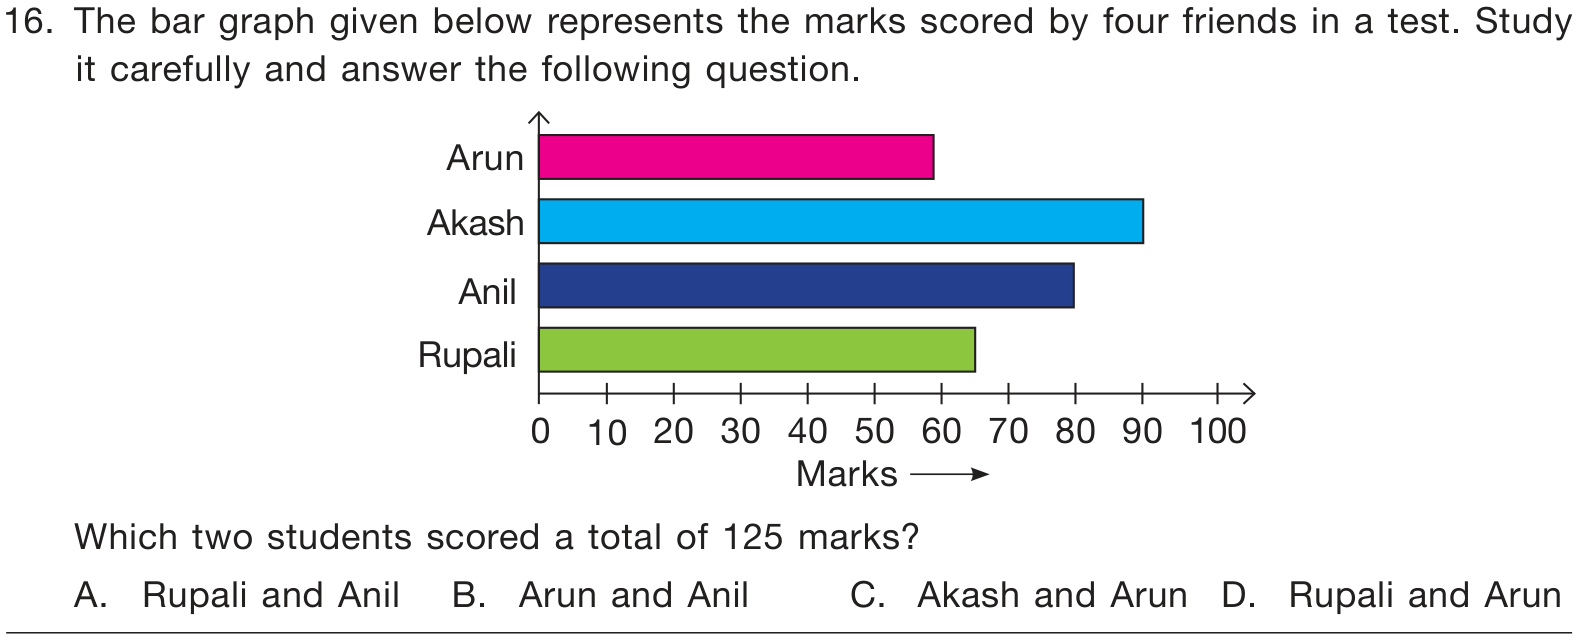 16. The bar graph given below represents the marks scored by four friends in a test. Study
it carefully and answer the following question.
Arun
Akash
Anil
Rupali
0 10 20 30 40 50 60 70 80 90 100
Marks
Which two students scored a total of 125 marks?
A. Rupali and Anil B. Arun and Anil C. Akash and Arun D. Rupali and Arun